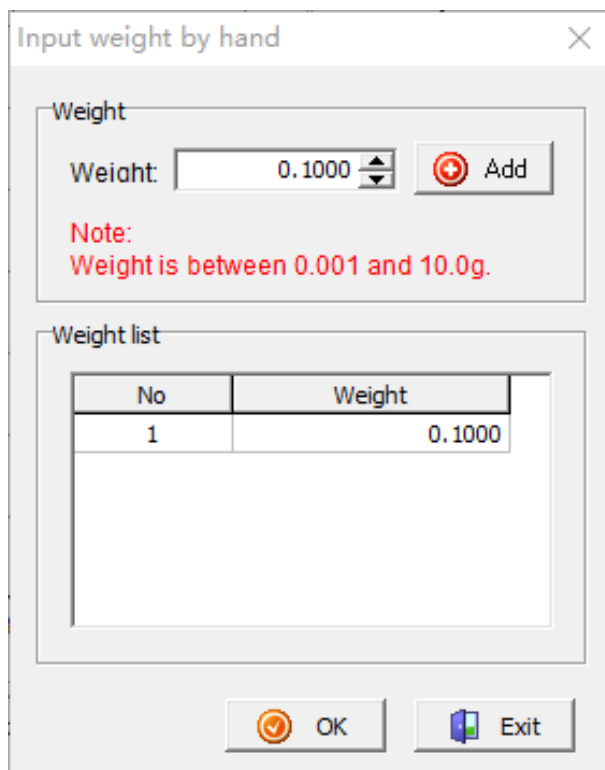 Input weight by hand
Weight
Weight: 0.1000 Add
Note:
Weight is between 0.001 and 10.0g.
Weight list
No Weight
1 0.1000
OK Exit